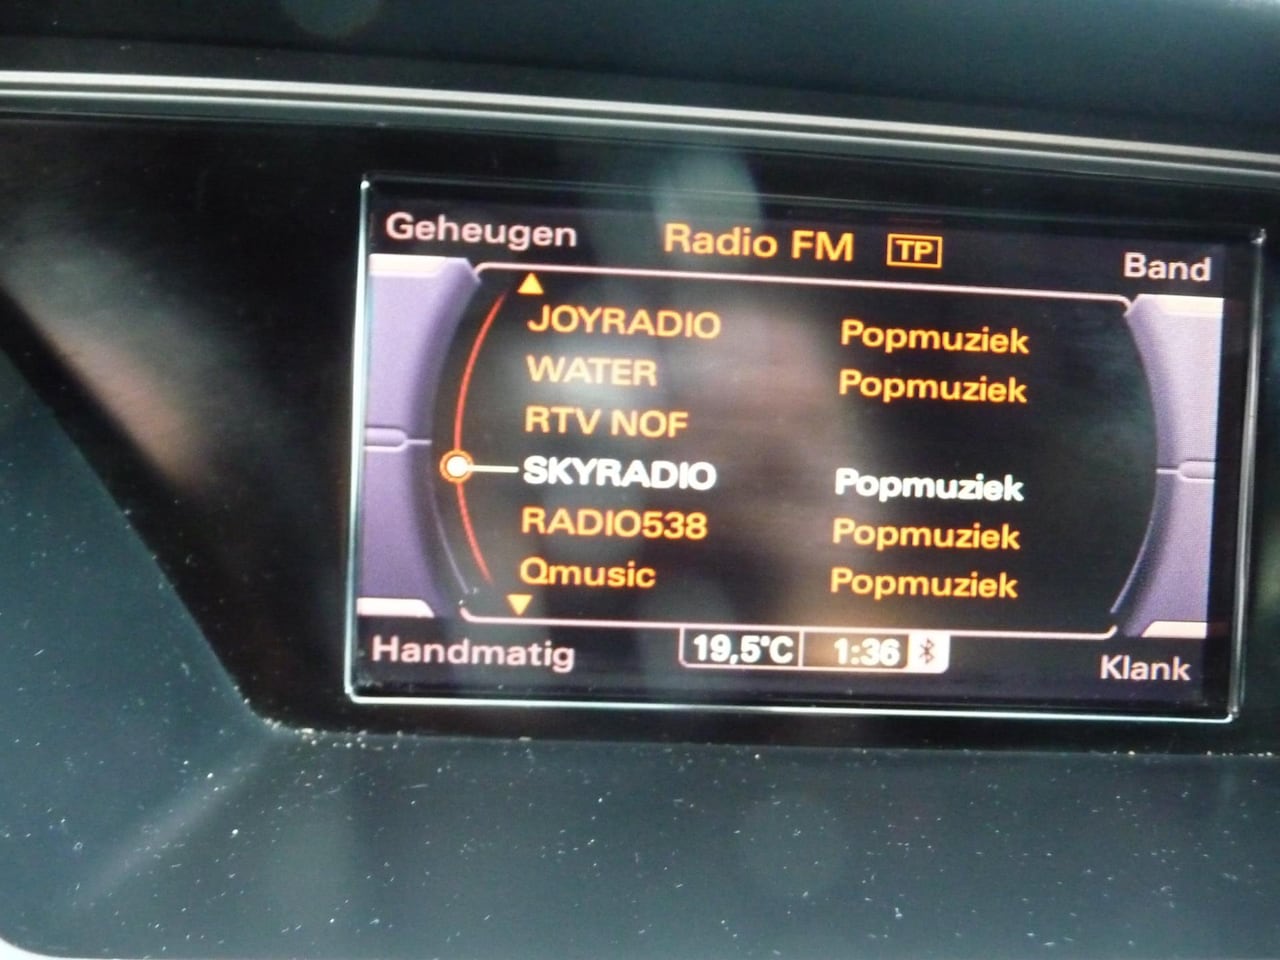 Geheugen Radio FM TP Band
JOYRADIO Popmuziek
WATER Popmuziek
RTV NOF
SKYRADIO Popmuziek
RADIO538 Popmuziek
Qmusic Popmuziek
Handmatig 19,5°C 1:36 Klank